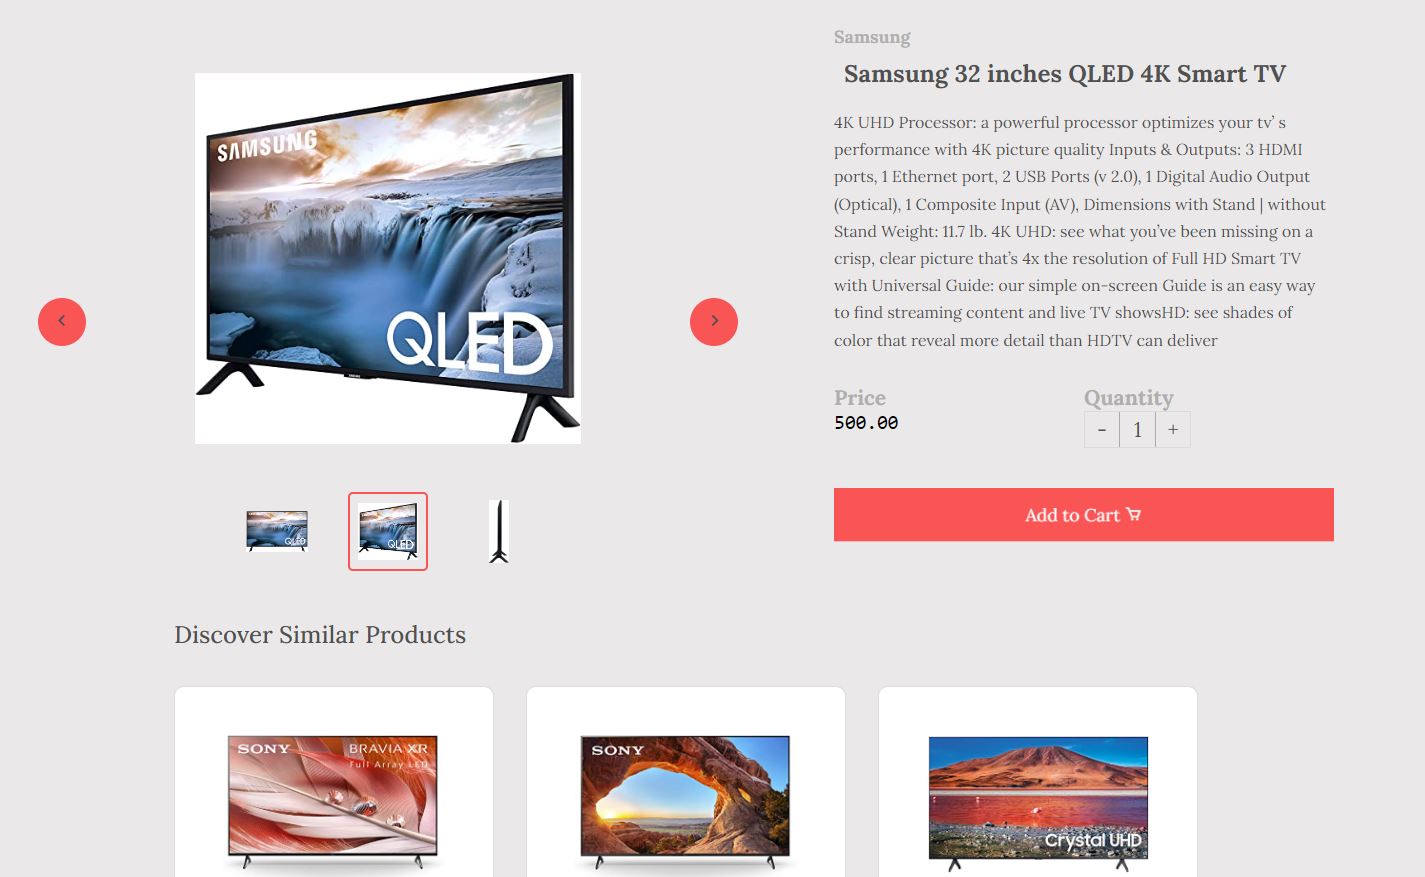 Samsung
Samsung 32 inches QLED 4K Smart TV
4K UHD Processor: a powerful processor optimizes your tv’ s
performance with 4K picture quality Inputs & Outputs: 3 HDMI
ports, 1 Ethernet port, 2 USB Ports (v 2.0), 1 Digital Audio Output
(Optical), 1 Composite Input (AV), Dimensions with Stand | without
Stand Weight: 11.7 lb. 4K UHD: see what you’ve been missing on a
crisp, clear picture that’s 4x the resolution of Full HD Smart TV
with Universal Guide: our simple on-screen Guide is an easy way
to find streaming content and live TV showsHD: see shades of
color that reveal more detail than HDTV can deliver
Price
500.00
Quantity
- 1 +
Add to Cart
SAMSUNG
QLED
QLED
QLED
Discover Similar Products
SONY
BRAVIA XR
Full Array LED
SONY
Crystal UHD